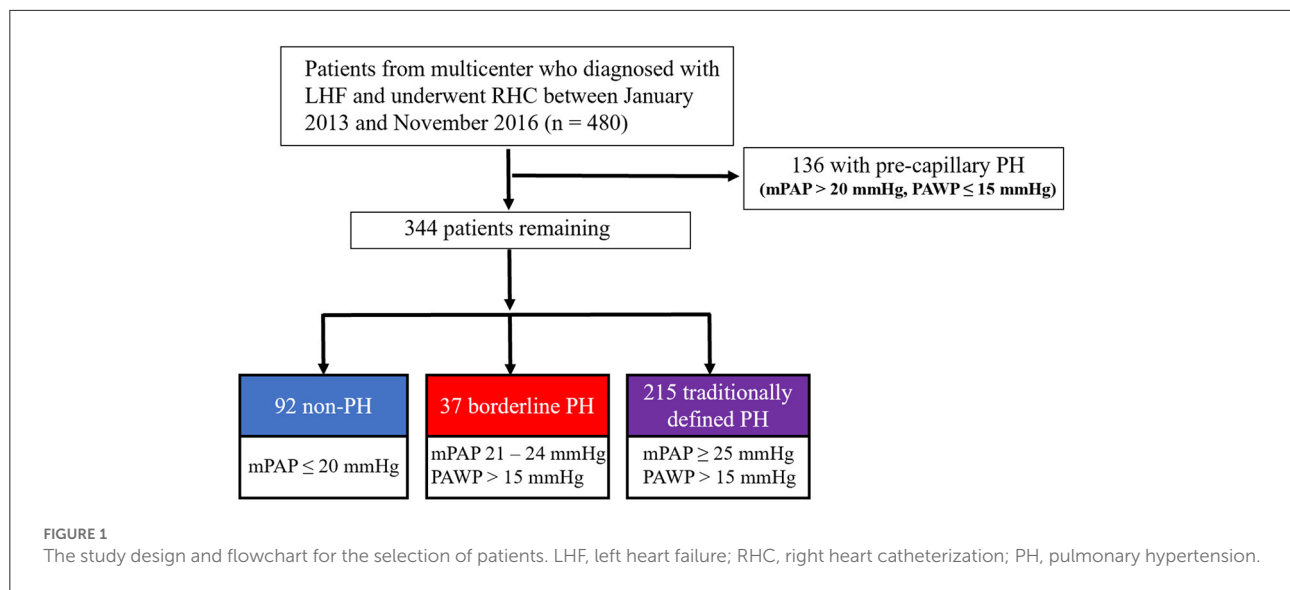 Patients from multicenter who diagnosed with
LHF and underwent RHC between January
2013 and November 2016 (n = 480)
136 with pre-capillary PH
(mPAP > 20 mmHg, PAWP ≤ 15 mmHg)
344 patients remaining
92 non-PH
mPAP ≤ 20 mmHg
37 borderline PH
mPAP 21 – 24 mmHg
PAWP > 15 mmHg
215 traditionally
defined PH
mPAP ≥ 25 mmHg
PAWP > 15 mmHg
FIGURE 1
The study design and flowchart for the selection of patients. LHF, left heart failure; RHC, right heart catheterization; PH, pulmonary hypertension.